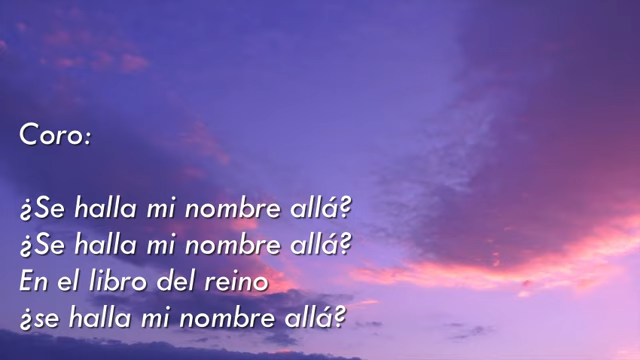 Coro:
¿Se halla mi nombre allá?
¿Se halla mi nombre allá?
En el libro del reino
¿se halla mi nombre allá?